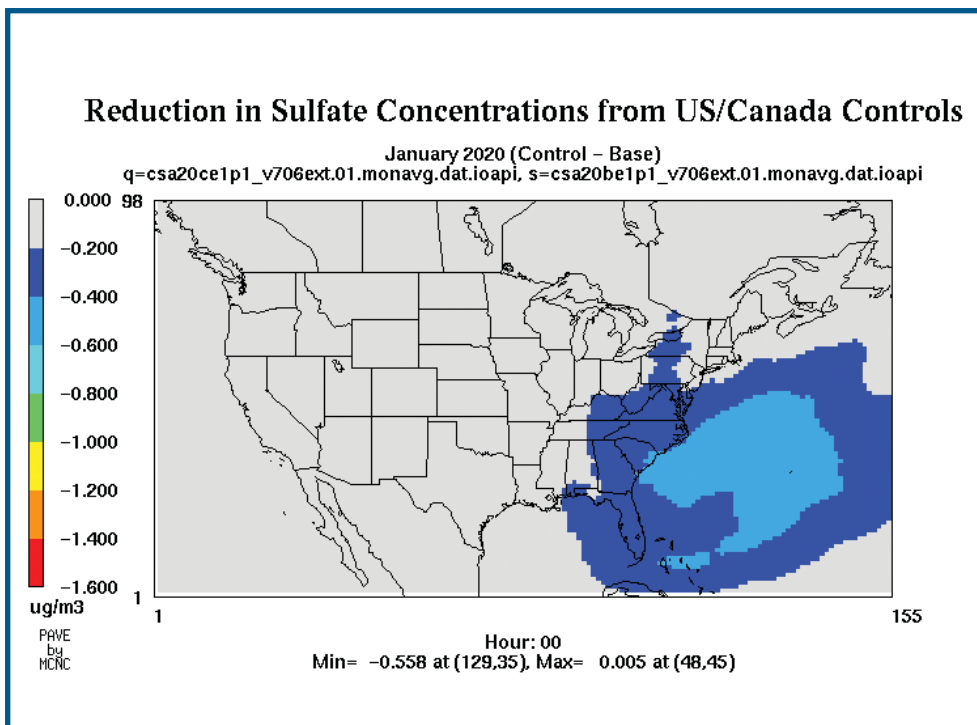 Reduction in Sulfate Concentrations from US/Canada Controls
January 2020 (Control – Base)
q=csa20ce1p1_v706ext.01.monavg.dat.ioapi, s=csa20be1p1_v706ext.01.monavg.dat.ioapi
0.000
−0.200
−0.400
−0.600
−0.800
−1.000
−1.200
−1.400
−1.600
ug/m3
PAVE
by
MCNC
98
1
1
155
Hour: 00
Min= −0.558 at (129,35), Max= 0.005 at (48,45)